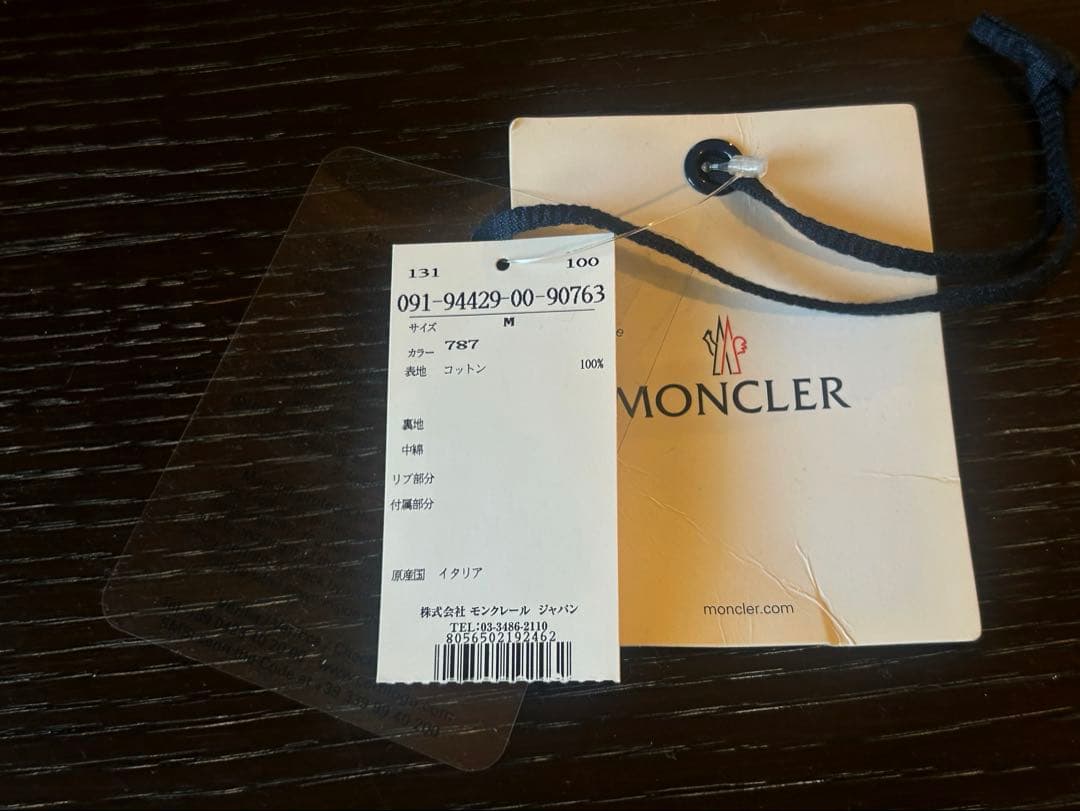 131 100
091-94429-00-90763
サイズ M
カラー 787
表地 コットン 100%
裏地
中綿
リブ部分
付属部分
原産国 イタリア
株式会社 モンクレール ジャパン
TEL:03-3486-2110
8056502192462
MONCLER
moncler.com